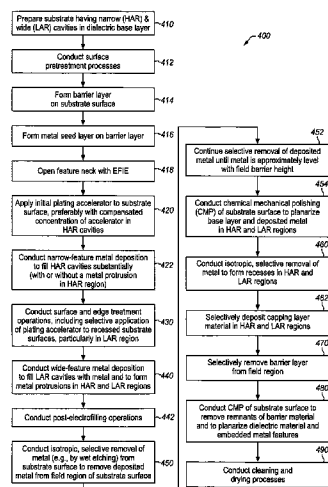 Prepare substrate having narrow (HAR) &
wide (LAR) cavities in dielectric base
layer
410
Conduct surface
pretreatment processes
412
Form barrier layer
on substrate surface
414
Form metal seed layer on barrier layer
416
Open feature neck with EFIE
418
Apply initial plating accelerator to substrate
surface, preferably with compensated
concentration of accelerator in
HAR cavities
420
Conduct narrow-feature metal deposition
to fill HAR cavities substantially
(with or without a metal protrusion
in HAR region)
422
Conduct surface and edge treatment
operations, including selective application
of plating accelerator to recessed substrate
surfaces, particularly in LAR region
430
Conduct wide-feature metal deposition
to fill LAR cavities with metal and to form
metal protrusions in HAR and LAR regions
440
Conduct post-electrofilling operations
442
Conduct isotropic, selective removal of
metal (e.g., by wet etching) from
substrate surface to remove deposited
metal from field region of substrate surface
450
400
452
Continue selective removal of deposited
metal until metal is approximately level
with field barrier height
454
Conduct chemical mechanical polishing
(CMP) of substrate surface to planarize
base layer and deposited metal
in HAR and LAR regions
460
Conduct isotropic, selective removal of
metal to form recesses in HAR and
LAR regions
462
Selectively deposit capping layer
material in HAR and LAR regions
470
Selectively remove barrier layer
from field region
480
Conduct CMP of substrate surface to
remove remnants of barrier material
and to planarize dielectric material and
embedded metal features
490
Conduct cleaning and
drying processes